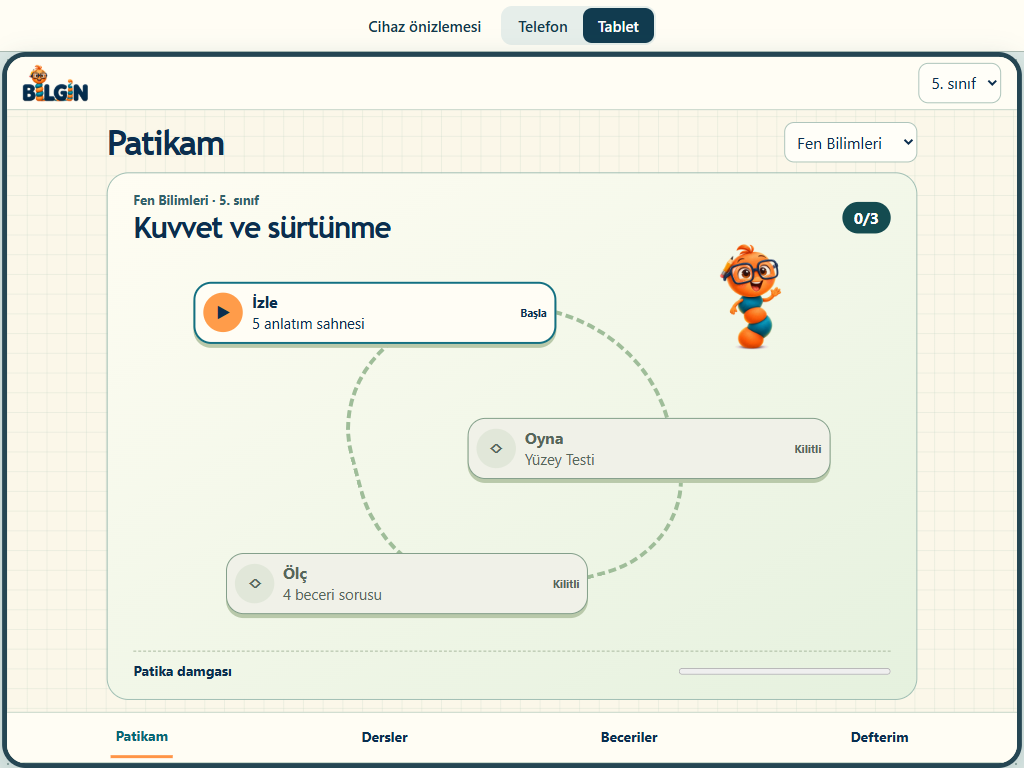 Cihaz önizlemesi Telefon Tablet
BİLGİN 5. sınıf
Patikam Fen Bilimleri
Fen Bilimleri · 5. sınıf
Kuvvet ve sürtünme 0/3
İzle
5 anlatım sahnesi Başla
Oyna
Yüzey Testi Kilitli
Ölç
4 beceri sorusu Kilitli
Patika damgası
Patikam Dersler Beceriler Defterim